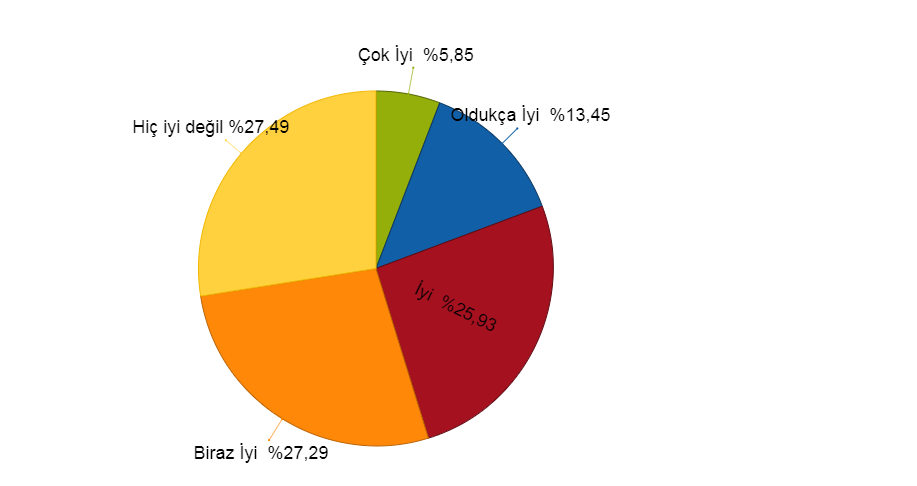 Çok İyi  %5,85
Oldukça İyi  %13,45
Hiç iyi değil %27,49
İyi  %25,93
Biraz İyi  %27,29